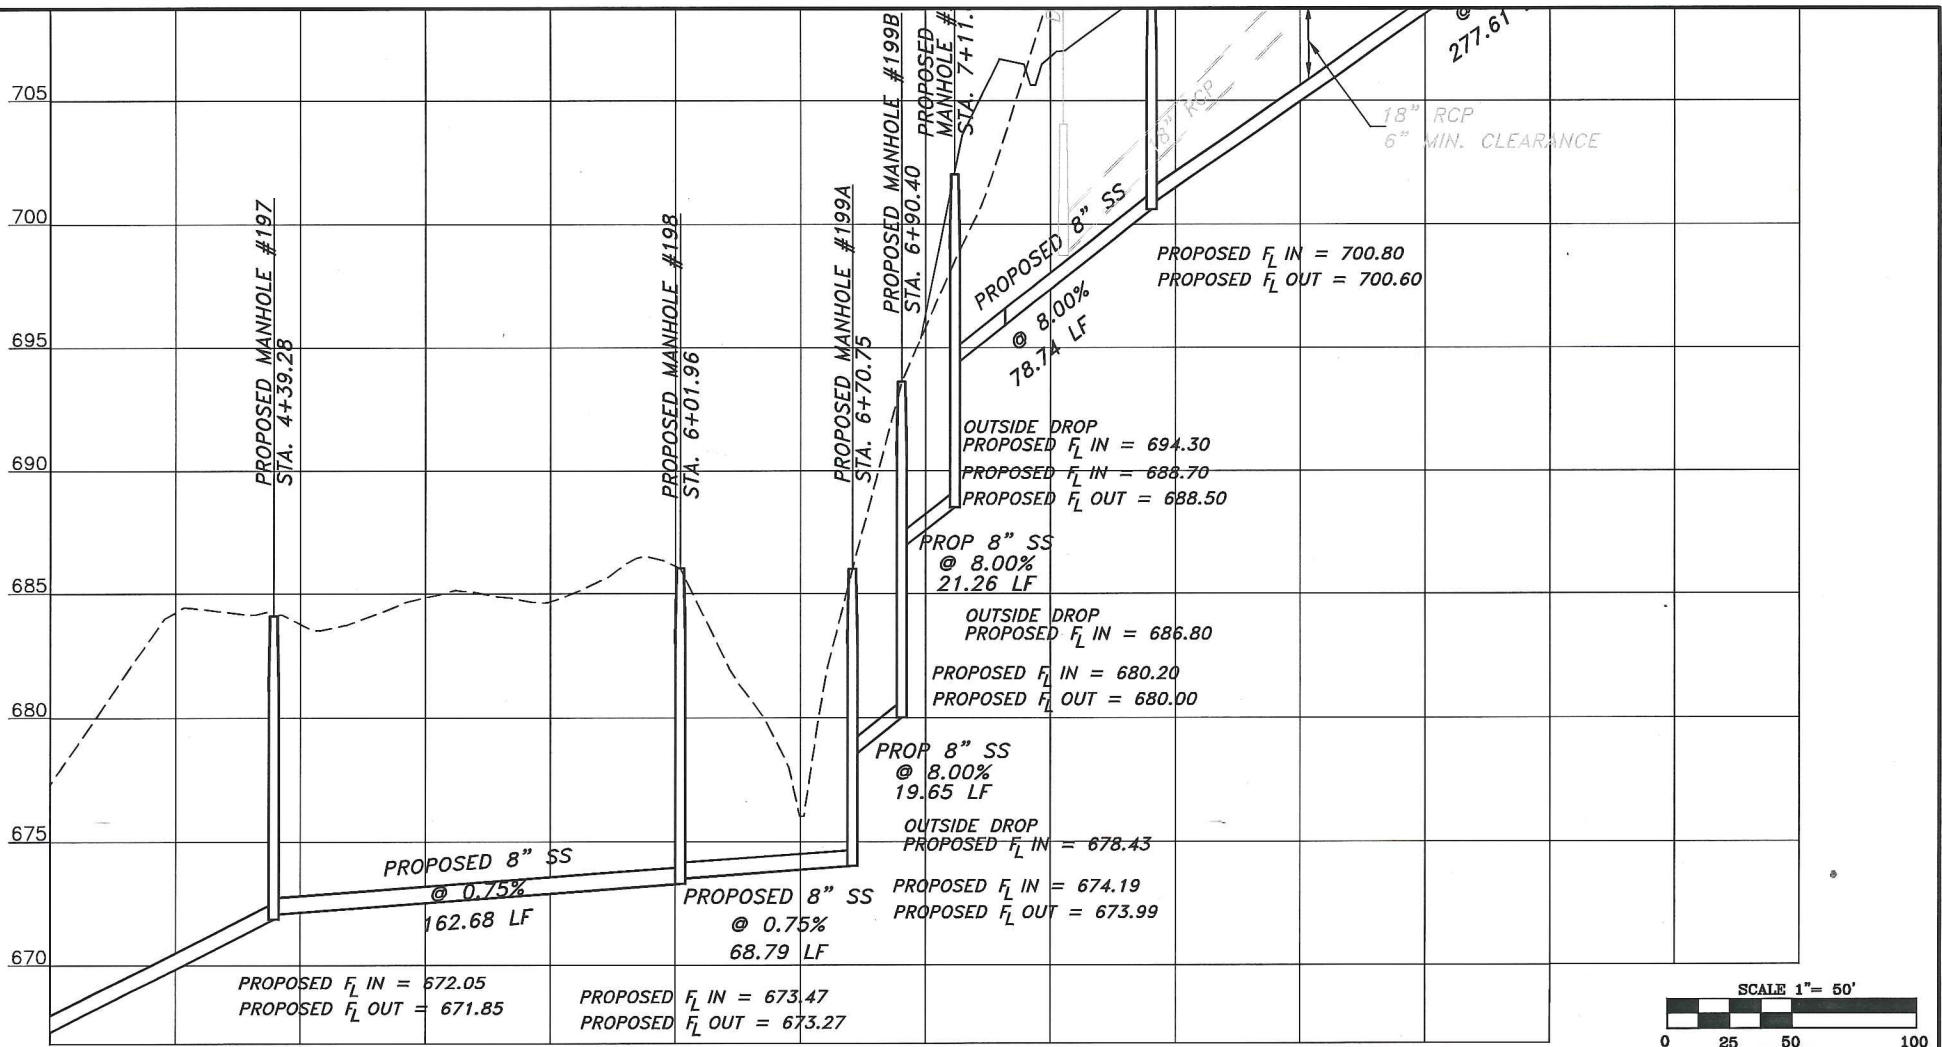 705
700
695
690
685
680
675
670
PROPOSED MANHOLE #197
STA. 4+39.28
PROPOSED MANHOLE #198
STA. 6+01.96
PROPOSED MANHOLE #199A
STA. 6+70.75
PROPOSED MANHOLE #199B
STA. 6+90.40
PROPOSED
MANHOLE #
STA. 7+11.
277.61
18" RCP
18" RCP
6" MIN. CLEARANCE
PROPOSED 8" SS
@ 8.00%
78.74 LF
PROPOSED FL IN = 700.80
PROPOSED FL OUT = 700.60
OUTSIDE DROP
PROPOSED FL IN = 694.30
PROPOSED FL IN = 688.70
PROPOSED FL OUT = 688.50
PROP 8" SS
@ 8.00%
21.26 LF
OUTSIDE DROP
PROPOSED FL IN = 686.80
PROPOSED FL IN = 680.20
PROPOSED FL OUT = 680.00
PROP 8" SS
@ 8.00%
19.65 LF
OUTSIDE DROP
PROPOSED FL IN = 678.43
PROPOSED FL IN = 674.19
PROPOSED FL OUT = 673.99
PROPOSED 8" SS
@ 0.75%
162.68 LF
PROPOSED 8" SS
@ 0.75%
68.79 LF
PROPOSED FL IN = 672.05
PROPOSED FL OUT = 671.85
PROPOSED FL IN = 673.47
PROPOSED FL OUT = 673.27
SCALE 1"= 50'
0 25 50 100